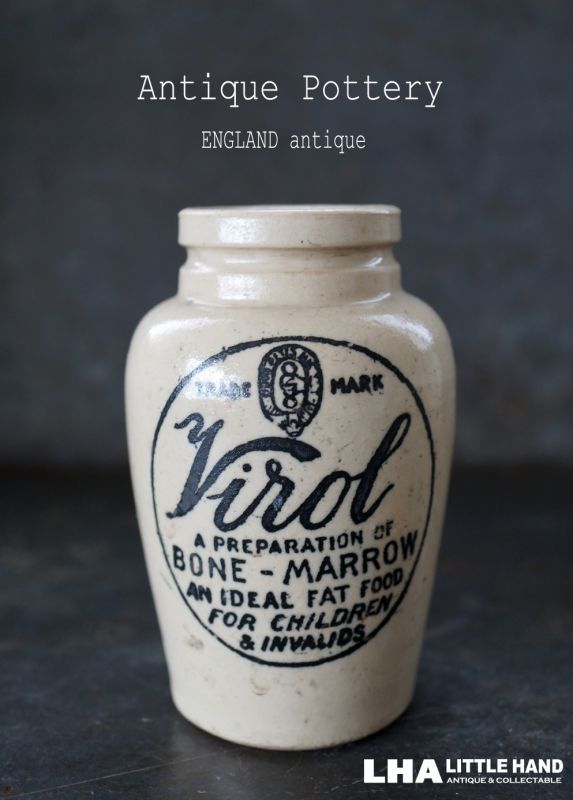 Antique Pottery
ENGLAND antique
TRADE MARK
Virol
A PREPARATION OF
BONE - MARROW
AN IDEAL FAT FOOD
FOR CHILDREN
& INVALIDS
LHA LITTLE HAND
ANTIQUE & COLLECTABLE